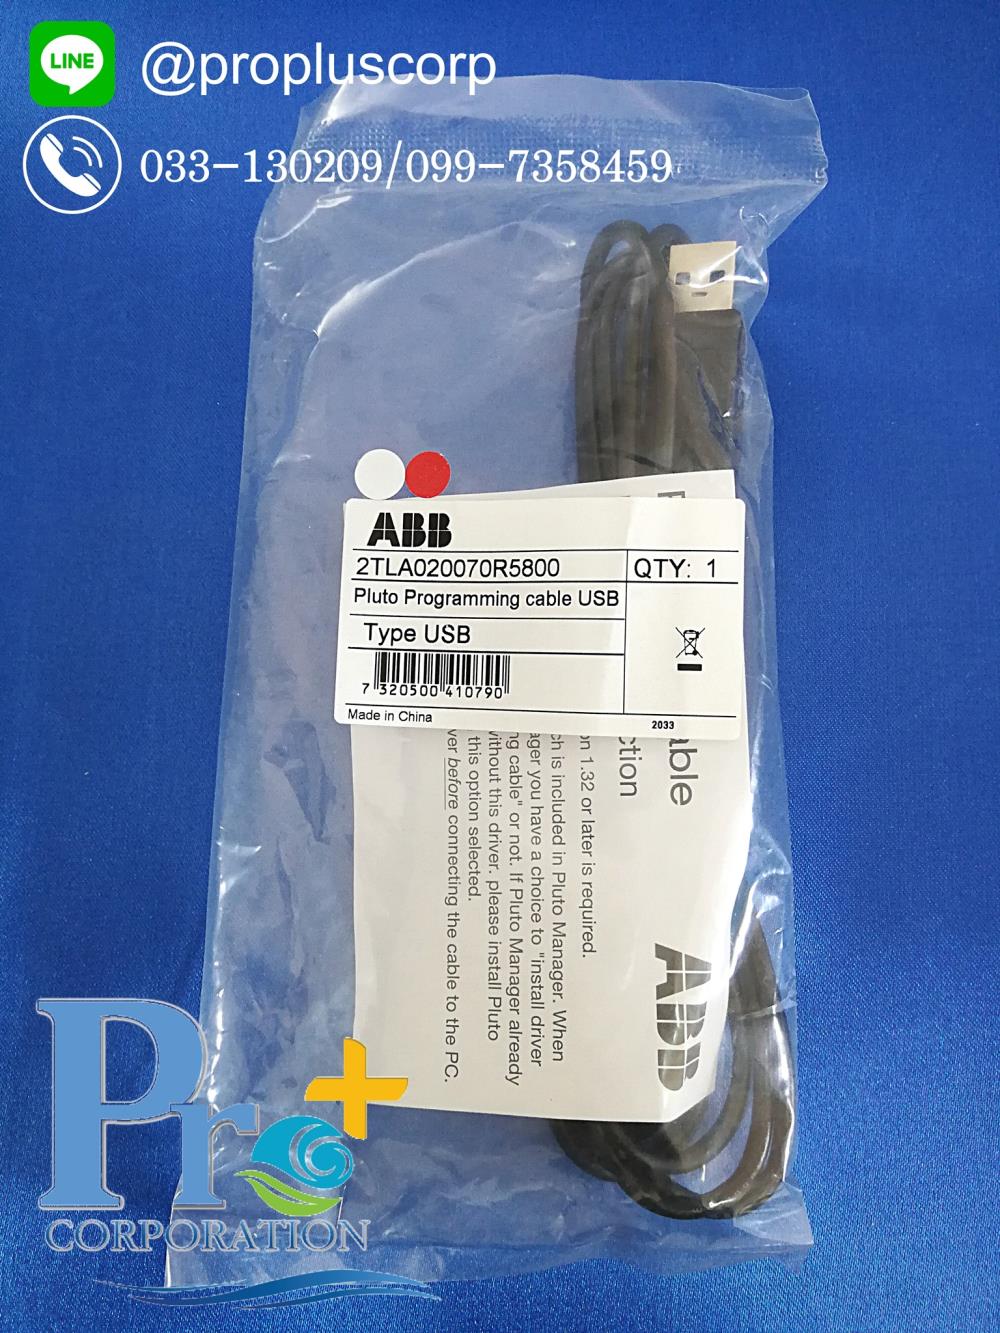 LINE
@propluscorp
033-130209/099-7358459
ABB
2TLA020070R5800
QTY: 1
Pluto Programming cable USB
Type USB
7 320500 410790
Made in China
2033
able
ction
on 1.32 or later is required.
ch is included in Pluto Manager. When
ager you have a choice to "install driver
ng cable" or not. If Pluto Manager already
without this driver. please install Pluto
this option selected.
ver before connecting the cable to the PC.
ABB
Pro+
CORPORATION